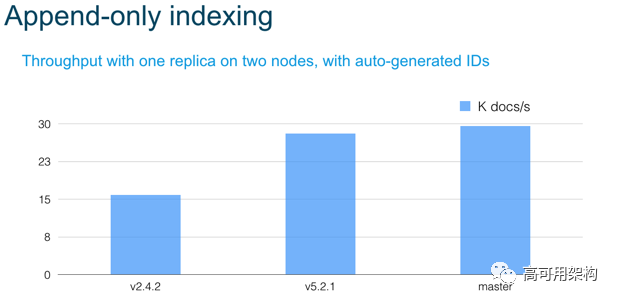 Append-only indexing
Throughput with one replica on two nodes, with auto-generated IDs
K docs/s
30
23
15
8
0
v2.4.2
v5.2.1
master
高可用架构